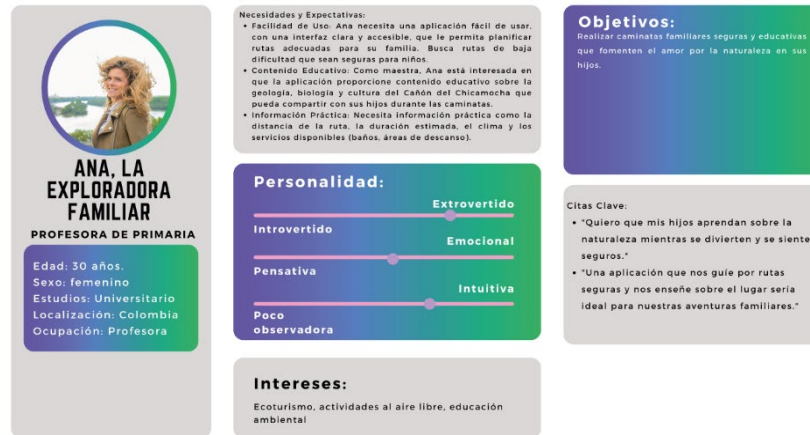 ANA, LA
EXPLORADORA
FAMILIAR
PROFESORA DE PRIMARIA
Edad: 30 años.
Sexo: femenino
Estudios: Universitario
Localización: Colombia
Ocupación: Profesora
Necesidades y Expectativas:
• Facilidad de Uso: Ana necesita una aplicación fácil de usar,
con una interfaz clara y accesible, que le permita planificar
rutas adecuadas para su familia. Busca rutas de baja
dificultad que sean seguras para niños.
• Contenido Educativo: Como maestra, Ana está interesada en
que la aplicación proporcione contenido educativo sobre la
geología, biología y cultura del Cañón del Chicamocha que
pueda compartir con sus hijos durante las caminatas.
• Información Práctica: Necesita información práctica como la
distancia de la ruta, la duración estimada, el clima y los
servicios disponibles (baños, áreas de descanso).
Personalidad:
Extrovertido
Introvertido
Emocional
Pensativa
Intuitiva
Poco
observadora
Intereses:
Ecoturismo, actividades al aire libre, educación
ambiental
Objetivos:
Realizar caminatas familiares seguras y educativas
que fomenten el amor por la naturaleza en sus
hijos.
Citas Clave:
• "Quiero que mis hijos aprendan sobre la
naturaleza mientras se divierten y se siente
seguros."
• "Una aplicación que nos guíe por rutas
seguras y nos enseñe sobre el lugar sería
ideal para nuestras aventuras familiares."